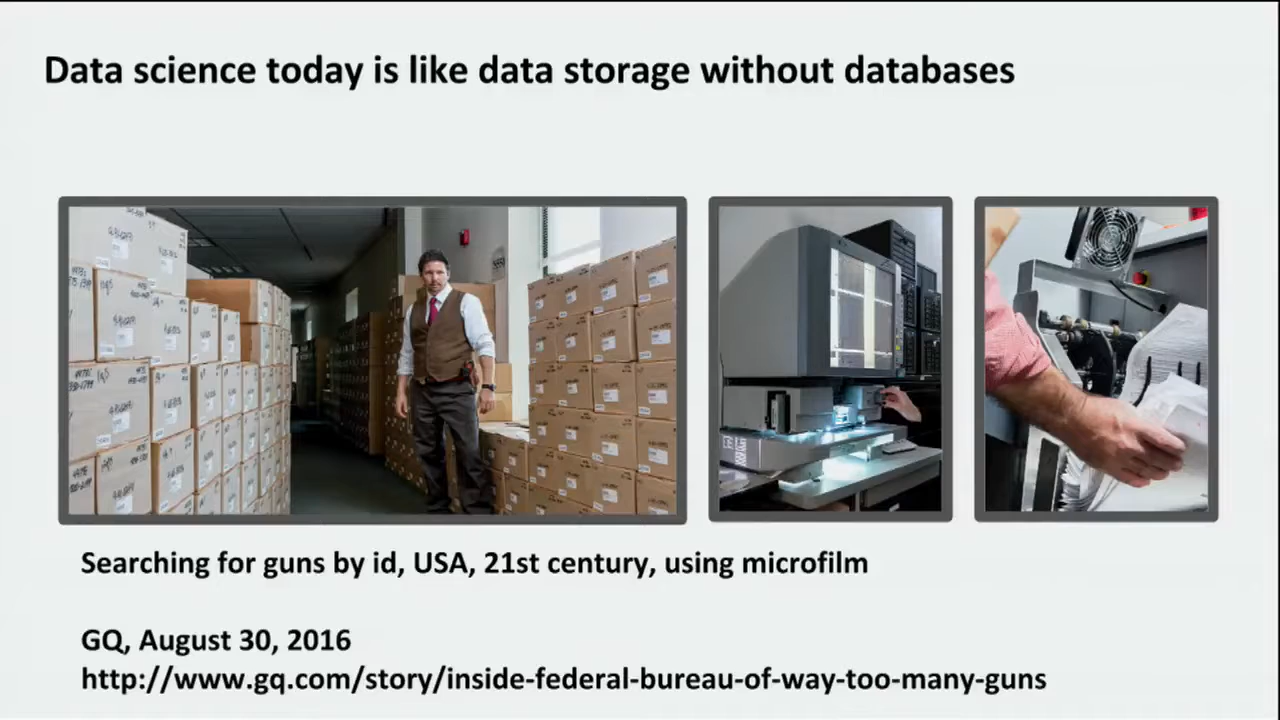 Data science today is like data storage without databases
Searching for guns by id, USA, 21st century, using microfilm
GQ, August 30, 2016
http://www.gq.com/story/inside-federal-bureau-of-way-too-many-guns